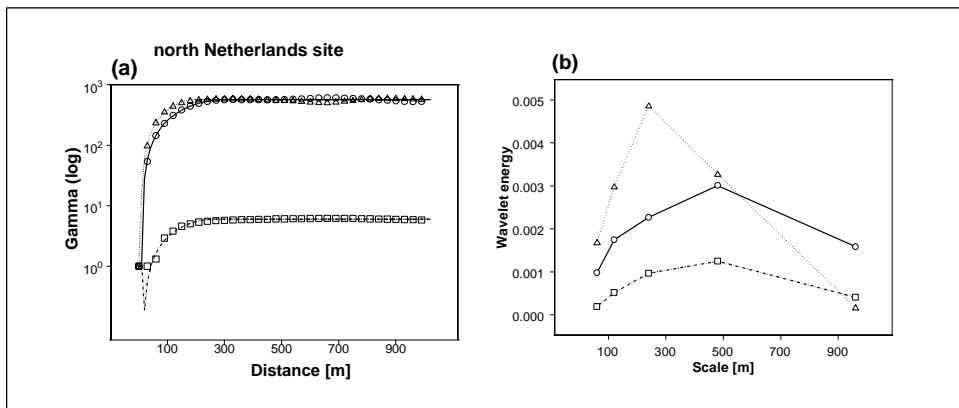 north Netherlands site
(a)
10³
10²
10¹
10⁰
Gamma (log)
100 300 500 700 900
Distance [m]
(b)
0.005
0.004
0.003
0.002
0.001
0.000
Wavelet energy
100 300 500 700 900
Scale [m]